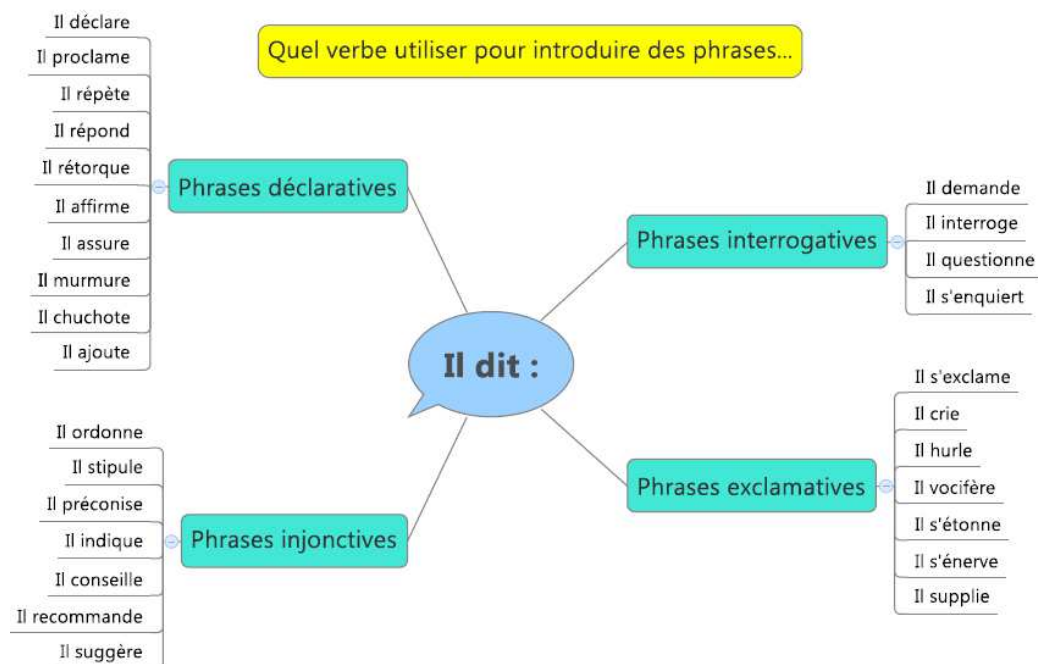 Quel verbe utiliser pour introduire des phrases...
Il dit :
Phrases déclaratives
Il déclare
Il proclame
Il répète
Il répond
Il rétorque
Il affirme
Il assure
Il murmure
Il chuchote
Il ajoute
Phrases interrogatives
Il demande
Il interroge
Il questionne
Il s'enquiert
Phrases exclamatives
Il s'exclame
Il crie
Il hurle
Il vocifère
Il s'étonne
Il s'énerve
Il supplie
Phrases injonctives
Il ordonne
Il stipule
Il préconise
Il indique
Il conseille
Il recommande
Il suggère